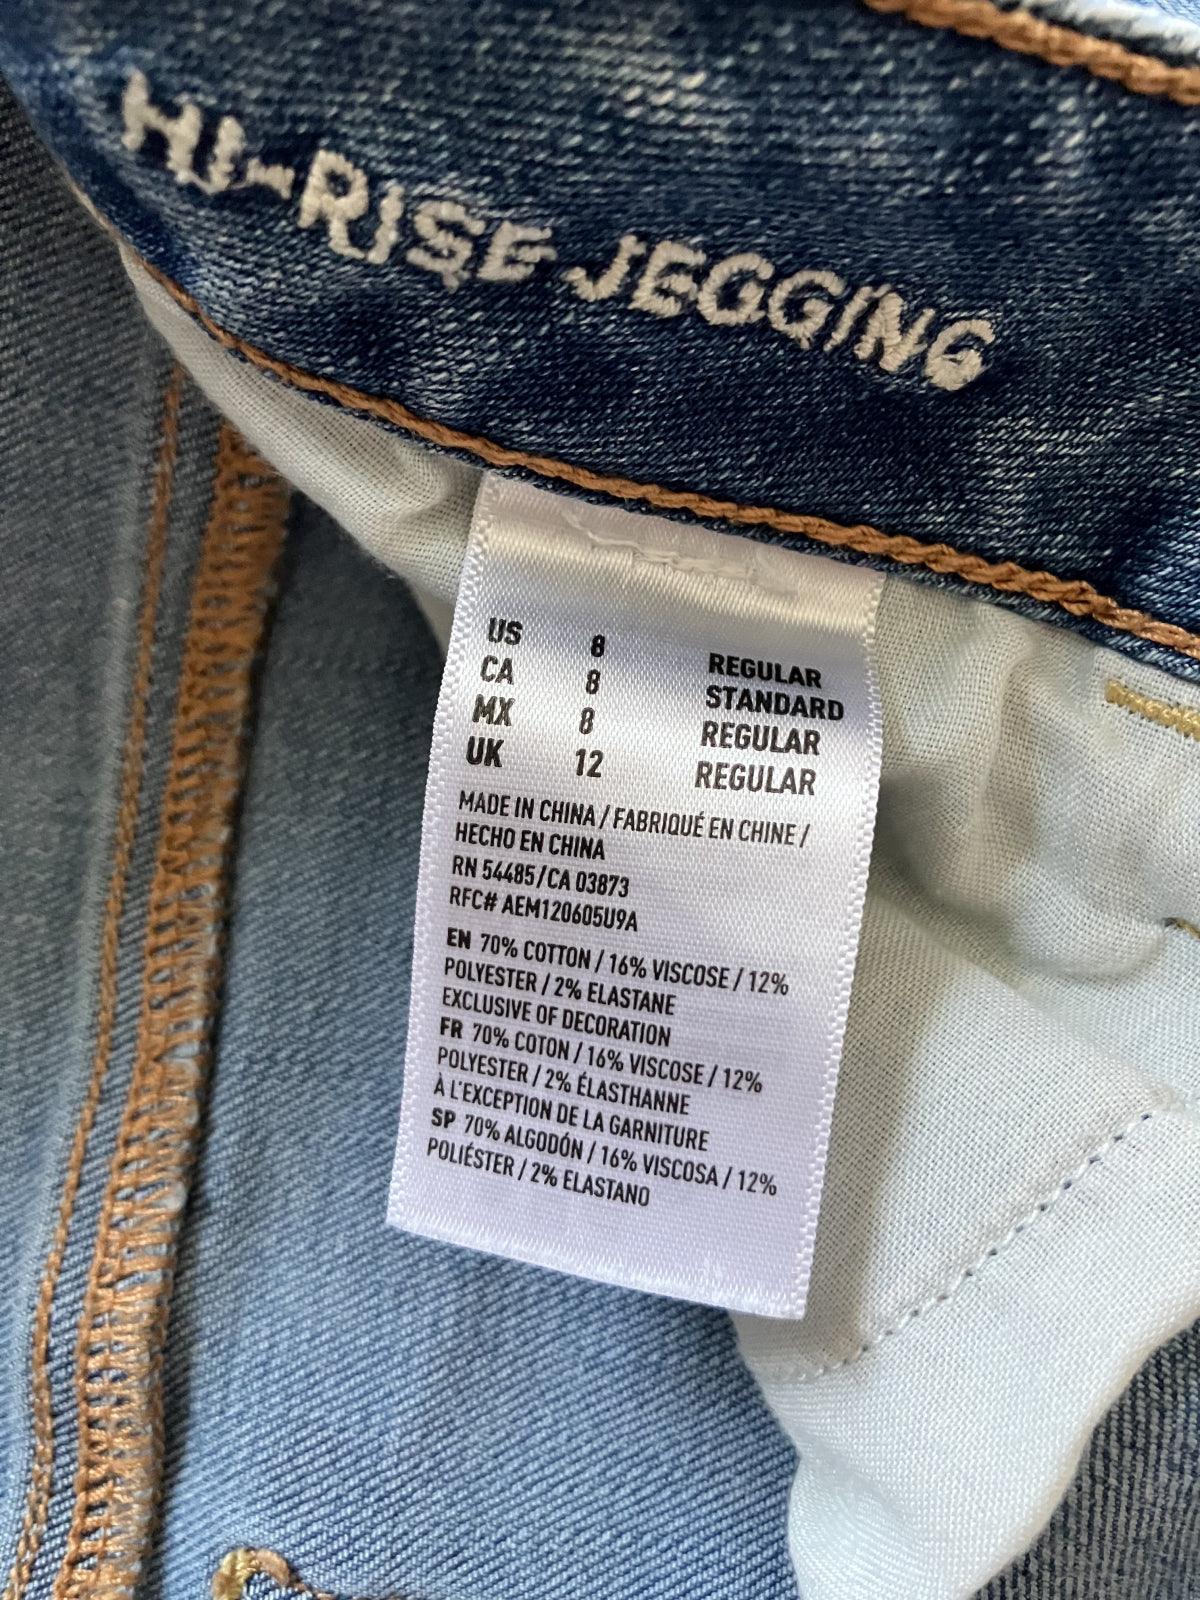 HI-RISE JEGGING
US 8 REGULAR
CA 8 STANDARD
MX 8 REGULAR
UK 12 REGULAR
MADE IN CHINA / FABRIQUÉ EN CHINE /
HECHO EN CHINA
RN 54485/CA 03873
RFC# AEM120605U9A
EN 70% COTTON / 16% VISCOSE / 12%
POLYESTER / 2% ELASTANE
EXCLUSIVE OF DECORATION
FR 70% COTON / 16% VISCOSE / 12%
POLYESTER / 2% ÉLASTHANNE
À L'EXCEPTION DE LA GARNITURE
SP 70% ALGODÓN / 16% VISCOSA / 12%
POLIÉSTER / 2% ELASTANO